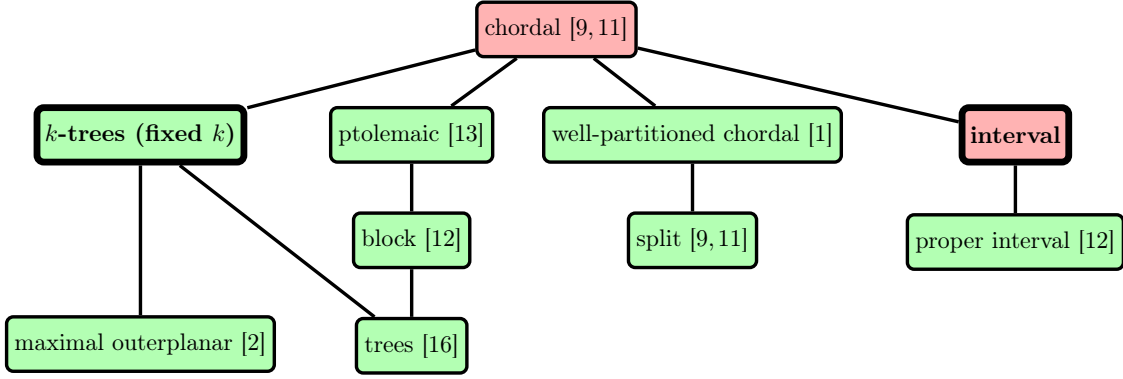 chordal [9, 11]
k-trees (fixed k)
ptolemaic [13]
well-partitioned chordal [1]
interval
block [12]
split [9, 11]
proper interval [12]
maximal outerplanar [2]
trees [16]